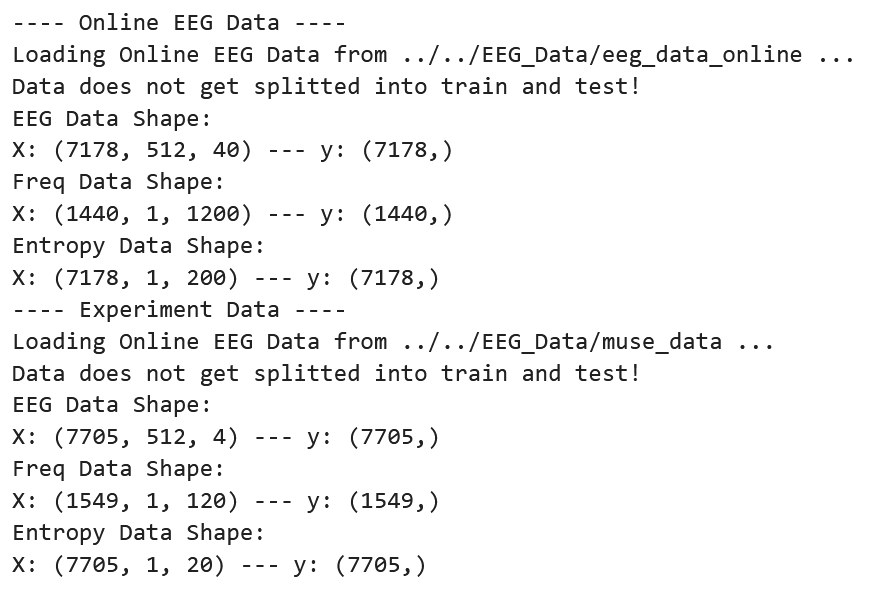 ---- Online EEG Data ----
Loading Online EEG Data from ../../EEG_Data/eeg_data_online ...
Data does not get splitted into train and test!
EEG Data Shape:
X: (7178, 512, 40) --- y: (7178,)
Freq Data Shape:
X: (1440, 1, 1200) --- y: (1440,)
Entropy Data Shape:
X: (7178, 1, 200) --- y: (7178,)
---- Experiment Data ----
Loading Online EEG Data from ../../EEG_Data/muse_data ...
Data does not get splitted into train and test!
EEG Data Shape:
X: (7705, 512, 4) --- y: (7705,)
Freq Data Shape:
X: (1549, 1, 120) --- y: (1549,)
Entropy Data Shape:
X: (7705, 1, 20) --- y: (7705,)